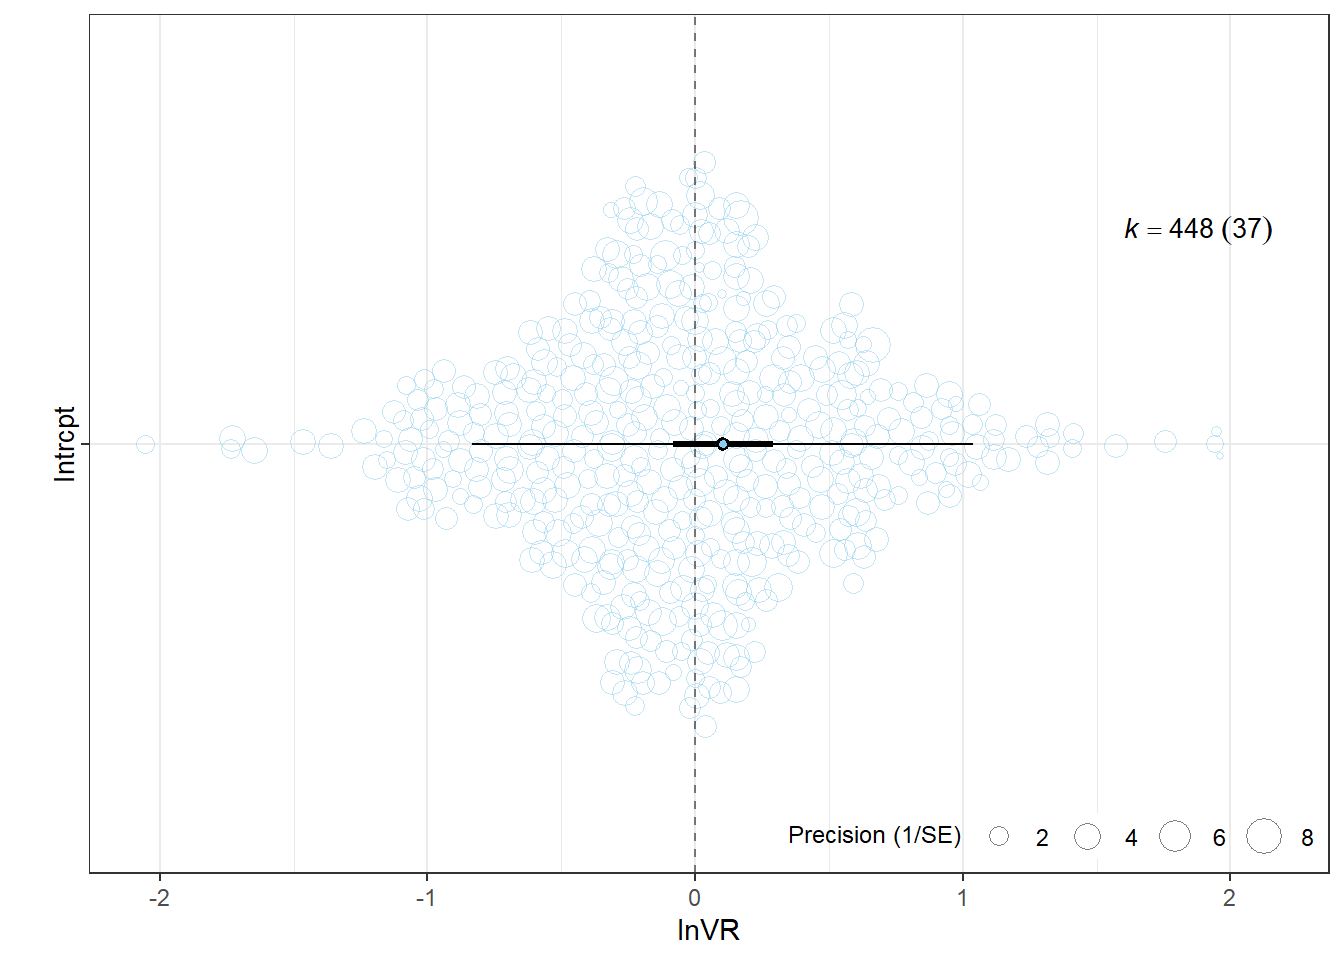 k = 448 (37)
Intrcpt
Precision (1/SE) 2 4 6 8
-2 -1 0 1 2
lnVR